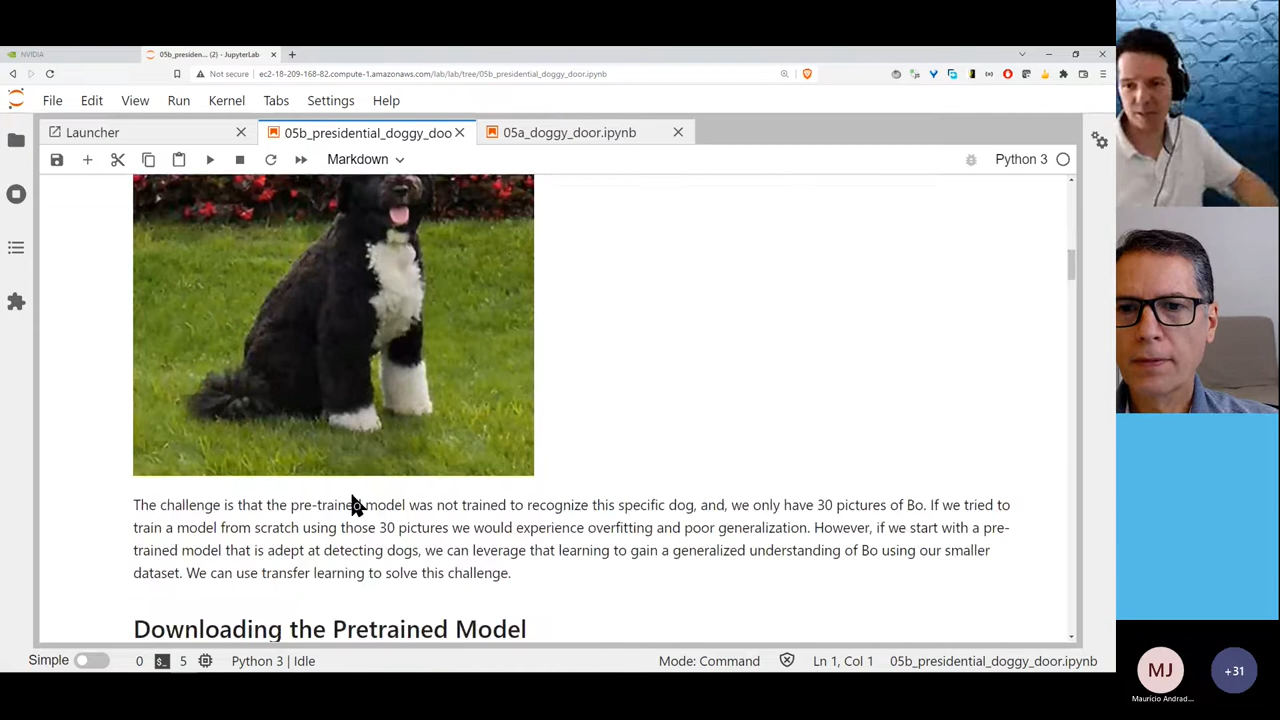 NVIDIA
05b_presiden... (2) - JupyterLab
Not secure
ec2-18-209-168-82.compute-1.amazonaws.com/lab/lab/tree/05b_presidential_doggy_door.ipynb
File Edit View Run Kernel Tabs Settings Help
Launcher
05b_presidential_doggy_doo
05a_doggy_door.ipynb
Markdown
Python 3
The challenge is that the pre-trained model was not trained to recognize this specific dog, and, we only have 30 pictures of Bo. If we tried to
train a model from scratch using those 30 pictures we would experience overfitting and poor generalization. However, if we start with a pre-
trained model that is adept at detecting dogs, we can leverage that learning to gain a generalized understanding of Bo using our smaller
dataset. We can use transfer learning to solve this challenge.
Downloading the Pretrained Model
Simple 0 5 Python 3 | Idle Mode: Command Ln 1, Col 1 05b_presidential_doggy_door.ipynb
MJ
+31
Mauricio Andrad...